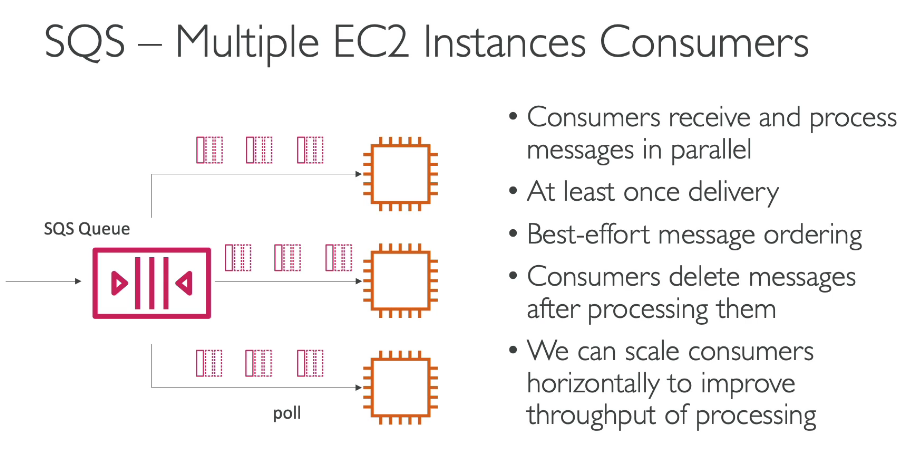 SQS – Multiple EC2 Instances Consumers
SQS Queue
poll
• Consumers receive and process
messages in parallel
• At least once delivery
• Best-effort message ordering
• Consumers delete messages
after processing them
• We can scale consumers
horizontally to improve
throughput of processing